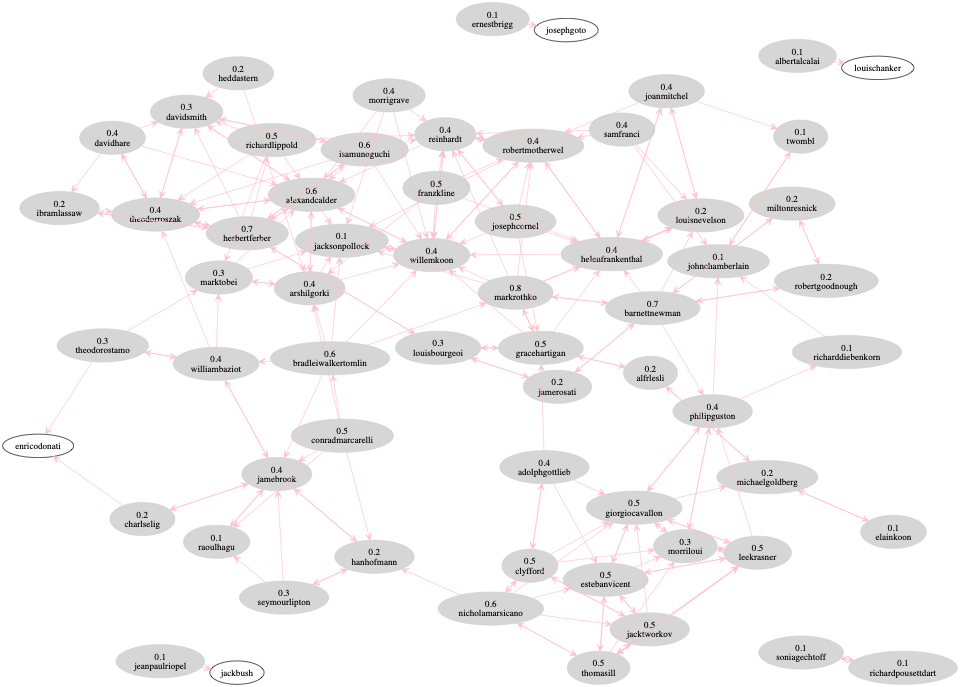 0.1
ernestbrigg
josephgoto
0.1
albertalcalai
louischanker
0.2
heddastern
0.4
morrigrave
0.4
joanmitchel
0.3
davidsmith
0.4
davidhare
0.5
richardlippold
0.6
isamunoguchi
0.4
reinhardt
0.4
robertmotherwel
0.4
samfranci
0.1
twombl
0.2
ibramlassaw
0.4
theodorroszak
0.6
alexandcalder
0.5
franzkline
0.5
josephcornel
0.2
louisnevelson
0.2
miltonresnick
0.7
herbertferber
0.1
jacksonpollock
0.4
willemkoon
0.4
helenfrankenthal
0.1
johnchamberlain
0.3
marktobei
0.4
arshilgorki
0.8
markrothko
0.7
barnettnewman
0.2
robertgoodnough
0.3
theodorostamo
0.4
williambaziot
0.6
bradleiwalkertomlin
0.3
louisbourgeoi
0.5
gracehartigan
0.2
jamerosati
0.2
alfrlesli
0.1
richarddiebenkorn
0.4
philipguston
enricodonati
0.5
conradmarcarelli
0.4
jamebrook
0.4
adolphgottlieb
0.2
michaelgoldberg
0.2
charlselig
0.1
raoulhagu
0.2
hanhofmann
0.5
giorgiocavallon
0.3
morriloui
0.5
leekrasner
0.1
elainkoon
0.5
clyfford
0.5
estebanvicent
0.3
seymourlipton
0.6
nicholamarsicano
0.5
jacktworkov
0.5
thomasill
0.1
jeanpaulriopel
jackbush
0.1
soniagechtoff
0.1
richardpousettdart